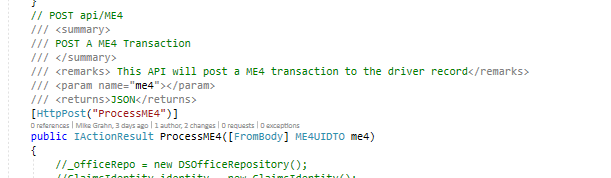 }
// POST api/ME4
/// <summary>
/// POST A ME4 Transaction
/// </summary>
/// <remarks> This API will post a ME4 transaction to the driver record</remarks>
/// <param name="me4"></param>
/// <returns>JSON</returns>
[HttpPost("ProcessME4")]
0 references | Mike Grahn, 3 days ago | 1 author, 2 changes | 0 requests | 0 exceptions
public IActionResult ProcessME4([FromBody] ME4UIDTO me4)
{
//_officeRepo = new DSOfficeRepository();
//ClaimsIdentity identity = new ClaimsIdentity();